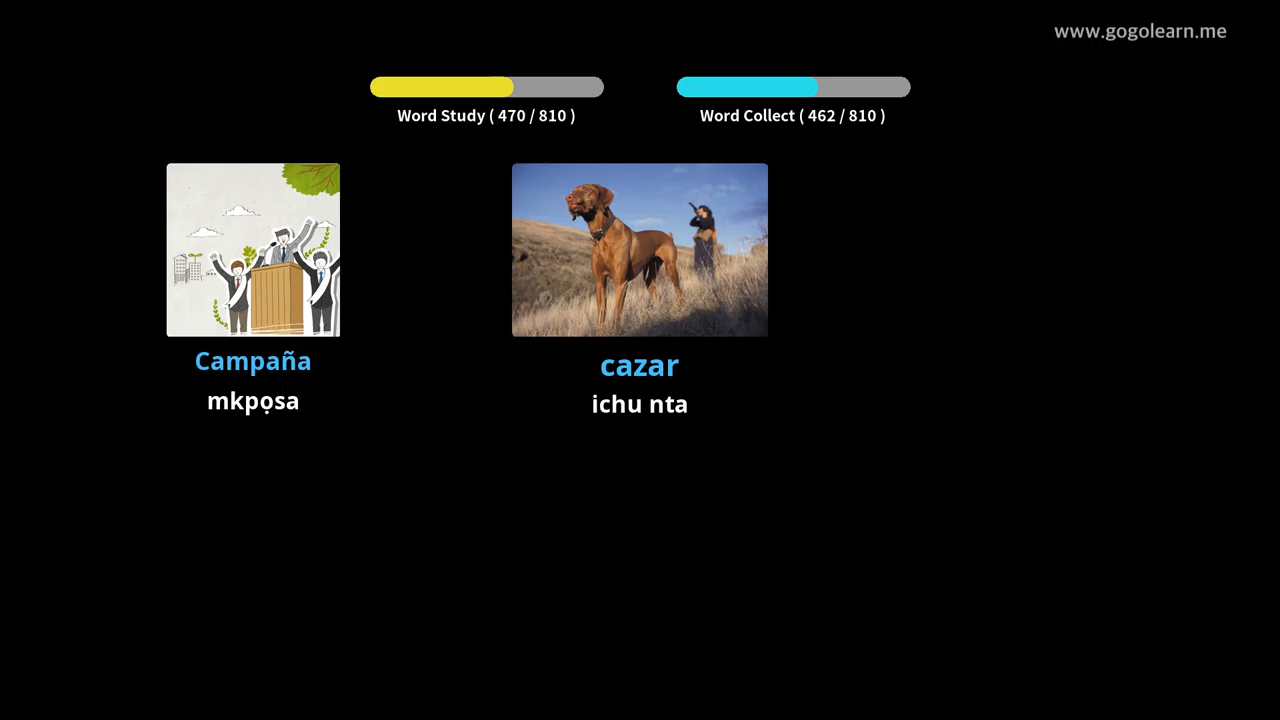 www.gogolearn.me
Word Study ( 470 / 810 )
Word Collect ( 462 / 810 )
Campaña
mkpọsa
cazar
ichu nta